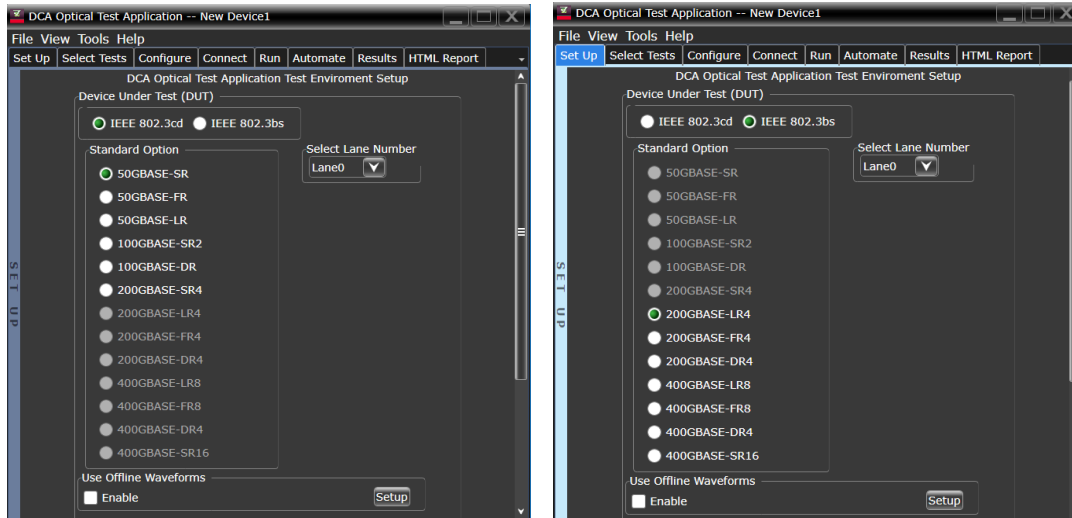 DCA Optical Test Application -- New Device1
File View Tools Help
Set Up Select Tests Configure Connect Run Automate Results HTML Report
DCA Optical Test Application Test Enviroment Setup
Device Under Test (DUT)
IEEE 802.3cd IEEE 802.3bs
Standard Option
Select Lane Number
Lane0
50GBASE-SR
50GBASE-FR
50GBASE-LR
100GBASE-SR2
100GBASE-DR
200GBASE-SR4
200GBASE-LR4
200GBASE-FR4
200GBASE-DR4
400GBASE-LR8
400GBASE-FR8
400GBASE-DR4
400GBASE-SR16
Use Offline Waveforms
Enable Setup
SET UP
DCA Optical Test Application -- New Device1
File View Tools Help
Set Up Select Tests Configure Connect Run Automate Results HTML Report
DCA Optical Test Application Test Enviroment Setup
Device Under Test (DUT)
IEEE 802.3cd IEEE 802.3bs
Standard Option
Select Lane Number
Lane0
50GBASE-SR
50GBASE-FR
50GBASE-LR
100GBASE-SR2
100GBASE-DR
200GBASE-SR4
200GBASE-LR4
200GBASE-FR4
200GBASE-DR4
400GBASE-LR8
400GBASE-FR8
400GBASE-DR4
400GBASE-SR16
Use Offline Waveforms
Enable Setup
SET UP